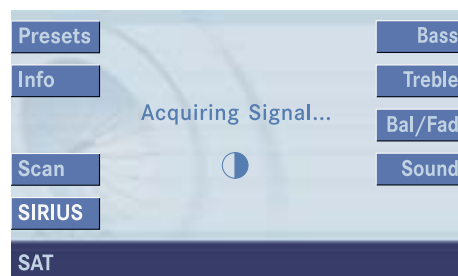 Presets
Bass
Info
Treble
Acquiring Signal...
Bal/Fad
Scan
Sound
SIRIUS
SAT